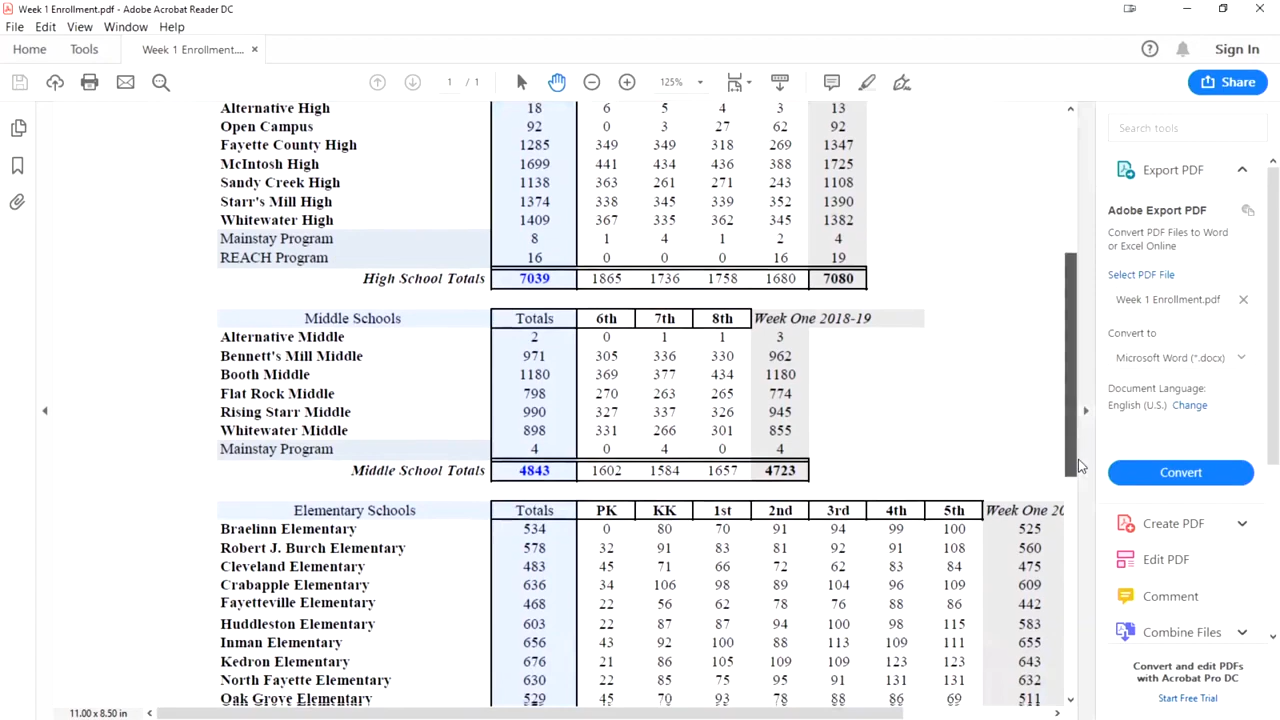 Week 1 Enrollment.pdf - Adobe Acrobat Reader DC
File Edit View Window Help
Home Tools Week 1 Enrollment.... × Sign In
1 / 1 125% Share
Alternative High 18 6 5 4 3 13
Open Campus 92 0 3 27 62 92
Fayette County High 1285 349 349 318 269 1347
McIntosh High 1699 441 434 436 388 1725
Sandy Creek High 1138 363 261 271 243 1108
Starr's Mill High 1374 338 345 339 352 1390
Whitewater High 1409 367 335 362 345 1382
Mainstay Program 8 1 4 1 2 4
REACH Program 16 0 0 0 16 19
High School Totals 7039 1865 1736 1758 1680 7080
Middle Schools Totals 6th 7th 8th Week One 2018-19
Alternative Middle 2 0 1 1 3
Bennett's Mill Middle 971 305 336 330 962
Booth Middle 1180 369 377 434 1180
Flat Rock Middle 798 270 263 265 774
Rising Starr Middle 990 327 337 326 945
Whitewater Middle 898 331 266 301 855
Mainstay Program 4 0 4 0 4
Middle School Totals 4843 1602 1584 1657 4723
Elementary Schools Totals PK KK 1st 2nd 3rd 4th 5th Week One 20
Braelinn Elementary 534 0 80 70 91 94 99 100 525
Robert J. Burch Elementary 578 32 91 83 81 92 91 108 560
Cleveland Elementary 483 45 71 66 72 62 83 84 475
Crabapple Elementary 636 34 106 98 89 104 96 109 609
Fayetteville Elementary 468 22 56 62 78 76 88 86 442
Huddleston Elementary 603 22 87 87 94 100 98 115 583
Inman Elementary 656 43 92 100 88 113 109 111 655
Kedron Elementary 676 21 86 105 109 109 123 123 643
North Fayette Elementary 630 22 85 75 95 91 131 131 632
Oak Grove Elementary 529 45 70 93 78 88 86 69 511
11.00 x 8.50 in
Search tools
Export PDF
Adobe Export PDF
Convert PDF Files to Word
or Excel Online
Select PDF File
Week 1 Enrollment.pdf
Convert to
Microsoft Word (*.docx)
Document Language:
English (U.S.) Change
Convert
Create PDF
Edit PDF
Comment
Combine Files
Convert and edit PDFs
with Acrobat Pro DC
Start Free Trial